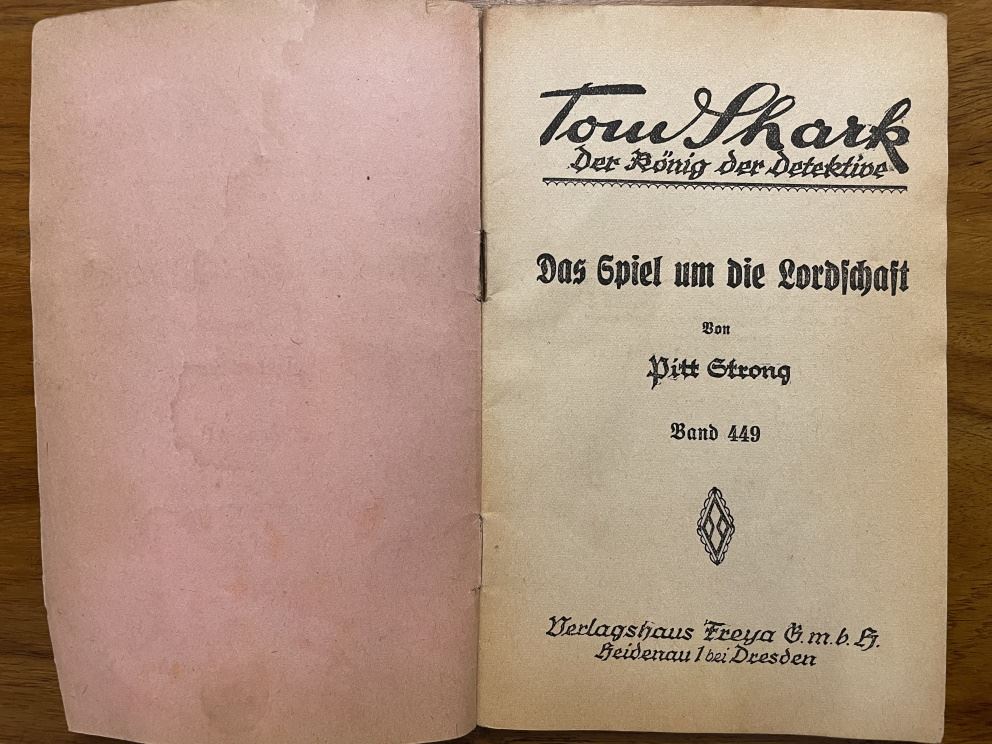 Tom Shark
Der König der Detektive
Das Spiel um die Lordschaft
Von
Pitt Strong
Band 449
Verlagshaus Freya G. m. b. H.
Heidenau 1 bei Dresden